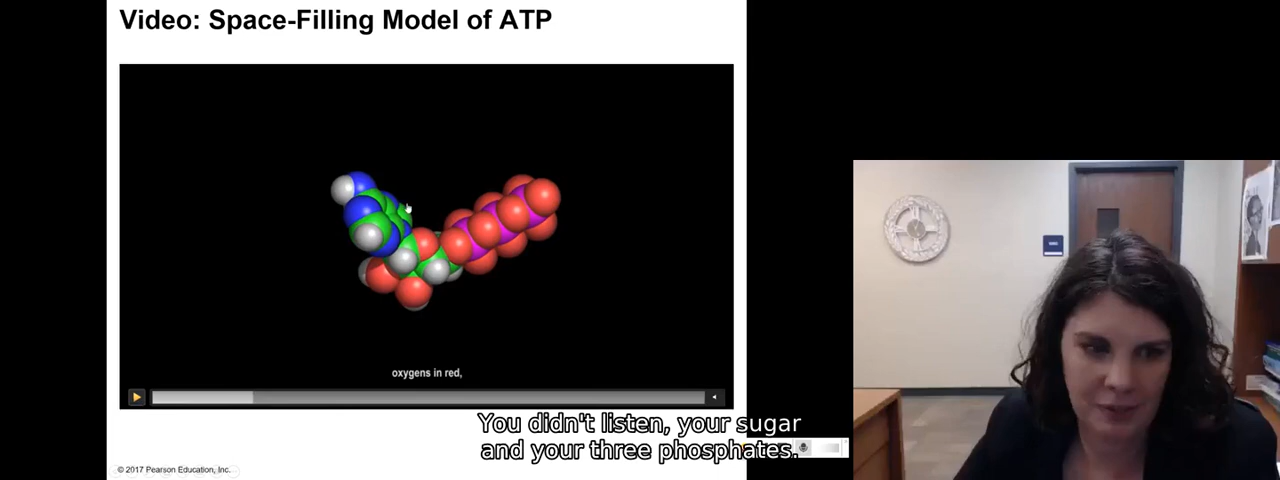 Video: Space-Filling Model of ATP
oxygens in red,
You didn't listen, your sugar
and your three phosphates.
© 2017 Pearson Education, Inc.